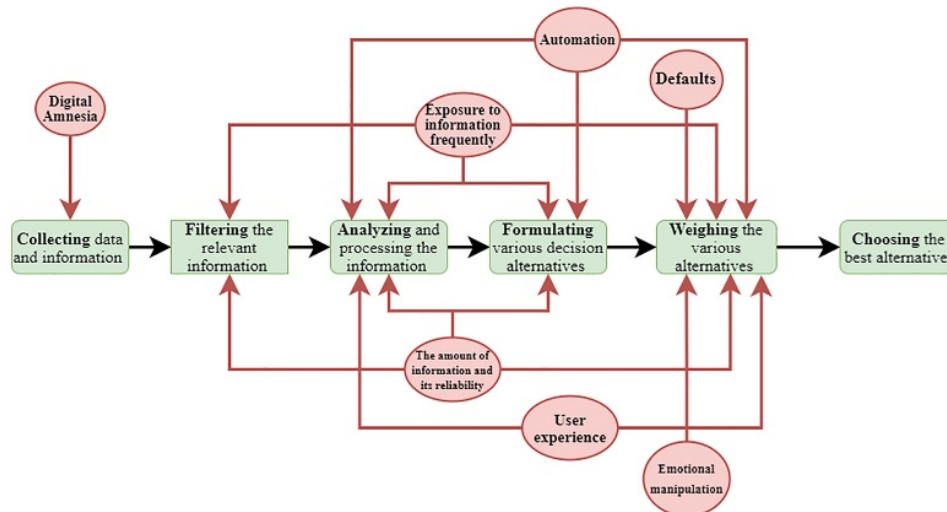 Automation
Defaults
Digital
Amnesia
Exposure to
information
frequently
Collecting data
and information
Filtering the
relevant
information
Analyzing and
processing the
information
Formulating
various decision
alternatives
Weighing the
various
alternatives
Choosing the
best alternative
The amount of
information and
its reliability
User
experience
Emotional
manipulation